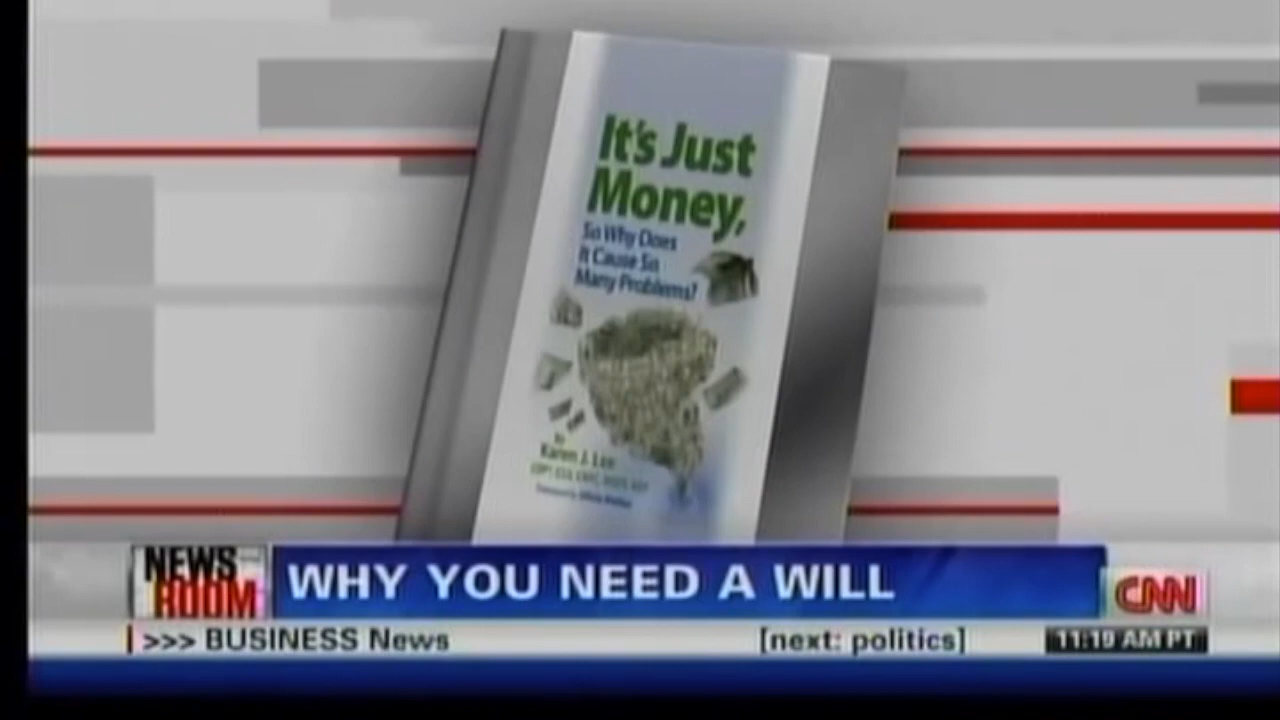 It's Just
Money,
So Why Does
It Cause So
Many Problems?
by
Karen J. Lee
NEWS
ROOM
WHY YOU NEED A WILL
CNN
>>> BUSINESS News
[next: politics]
11:19 AM PT